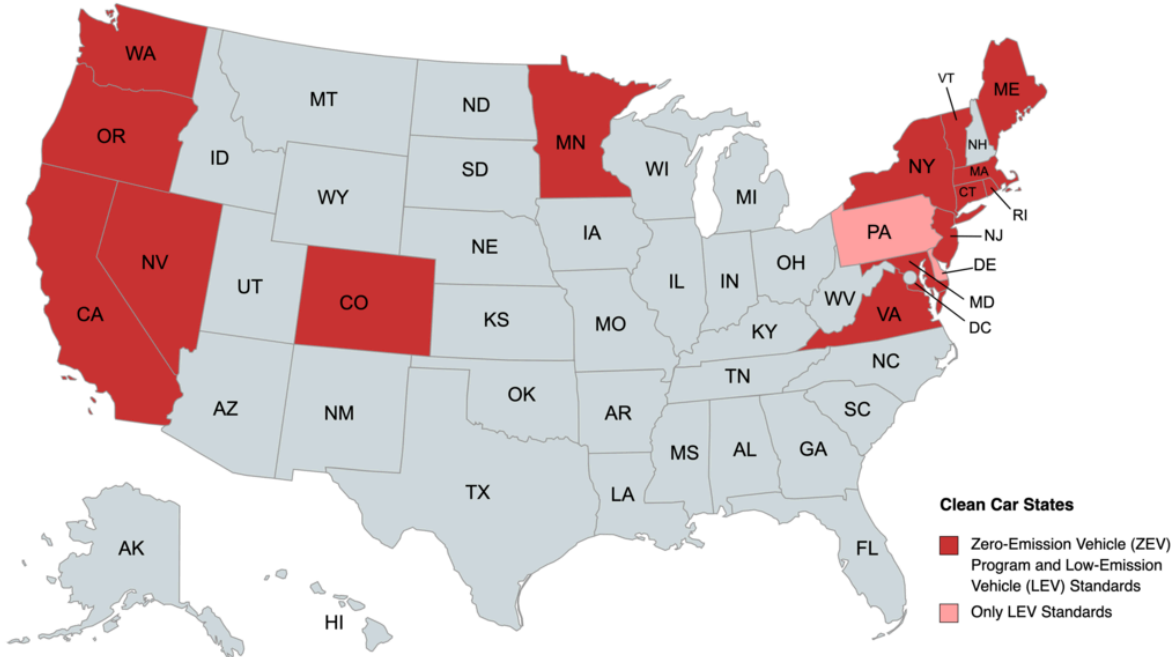 WA
OR
CA
NV
ID
MT
WY
UT
CO
AZ
NM
ND
SD
NE
KS
OK
TX
MN
IA
MO
AR
LA
WI
IL
MI
IN
OH
KY
TN
MS
AL
GA
FL
SC
NC
VA
WV
PA
NY
VT
NH
ME
MA
CT
RI
NJ
DE
MD
DC
AK
HI
Clean Car States
Zero-Emission Vehicle (ZEV)
Program and Low-Emission
Vehicle (LEV) Standards
Only LEV Standards